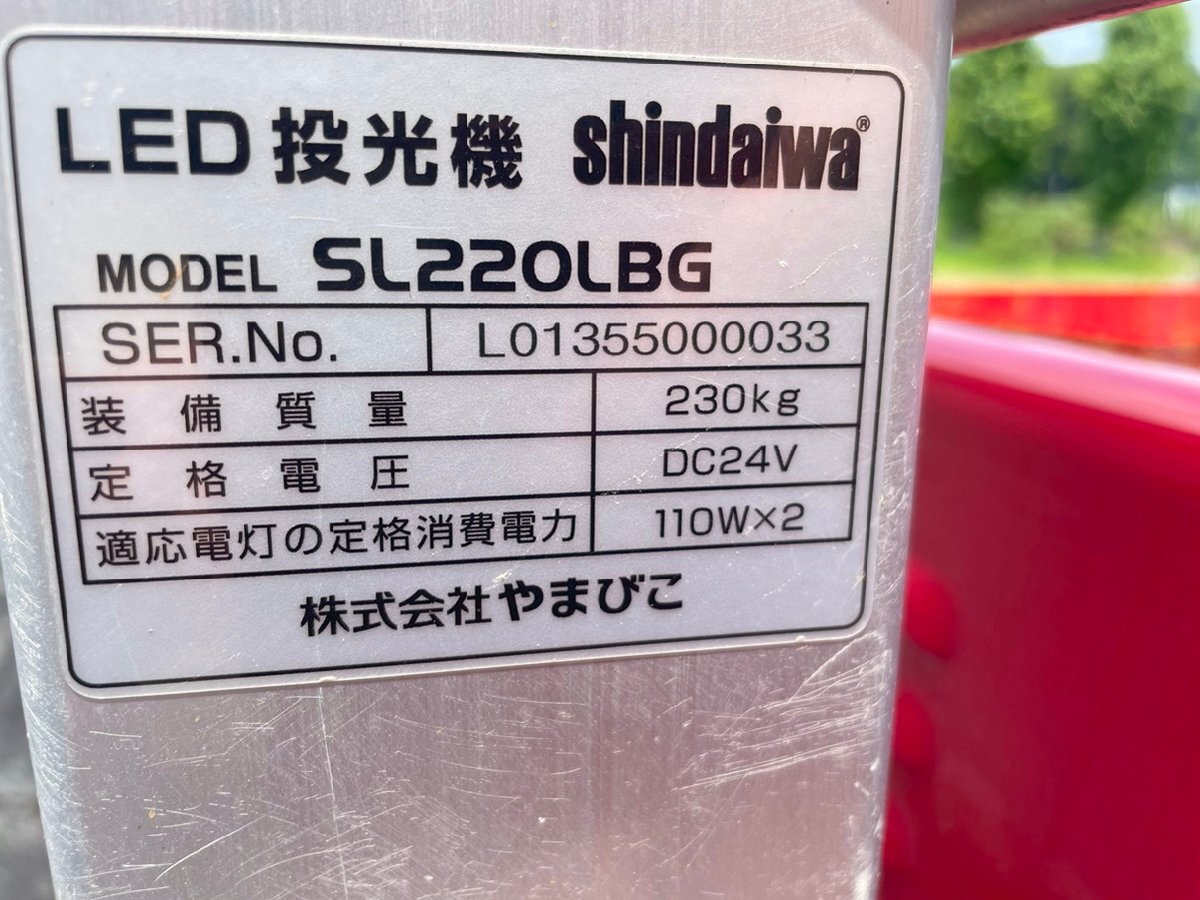 LED 投光機 shindaiwa®
MODEL SL220LBG
SER.No. L01355000033
装備質量 230kg
定格電圧 DC24V
適応電灯の定格消費電力 110W×2
株式会社やまびこ